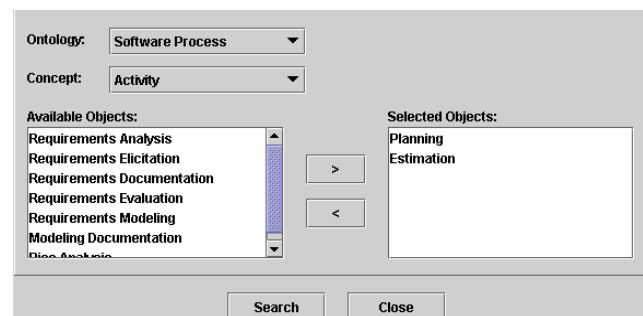 Ontology: Software Process
Concept: Activity
Available Objects:
Requirements Analysis
Requirements Elicitation
Requirements Documentation
Requirements Evaluation
Requirements Modeling
Modeling Documentation
Analysis
>
<
Selected Objects:
Planning
Estimation
Search Close